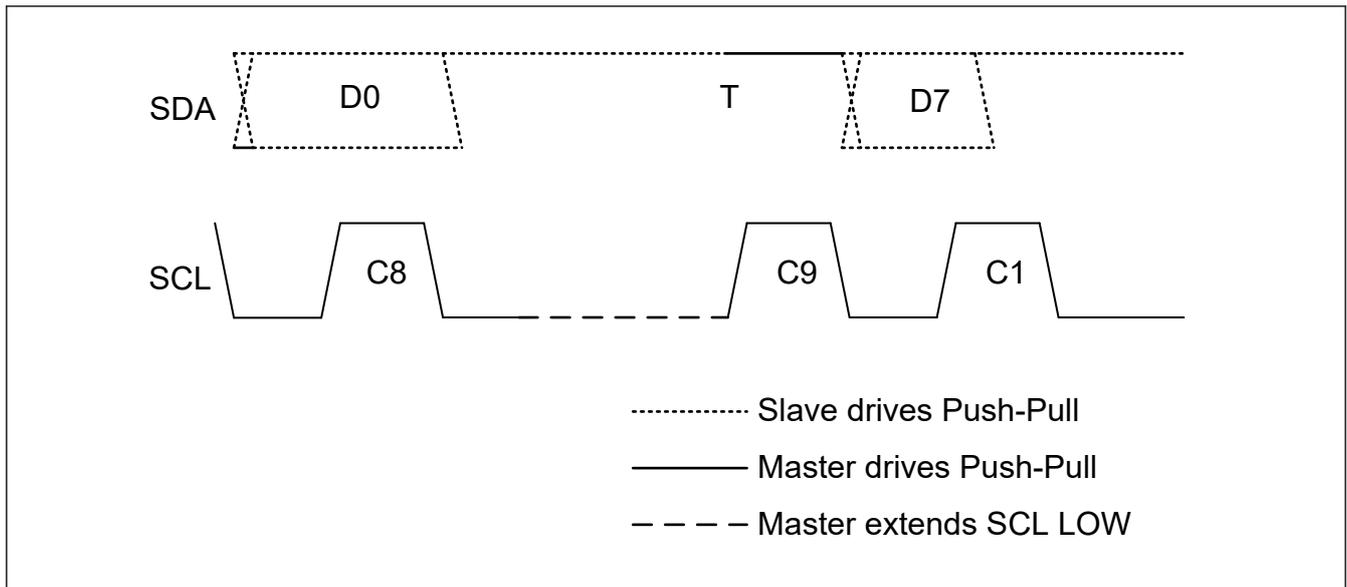 SDA
D0
T
D7
SCL
C8
C9
C1
Slave drives Push-Pull
Master drives Push-Pull
Master extends SCL LOW